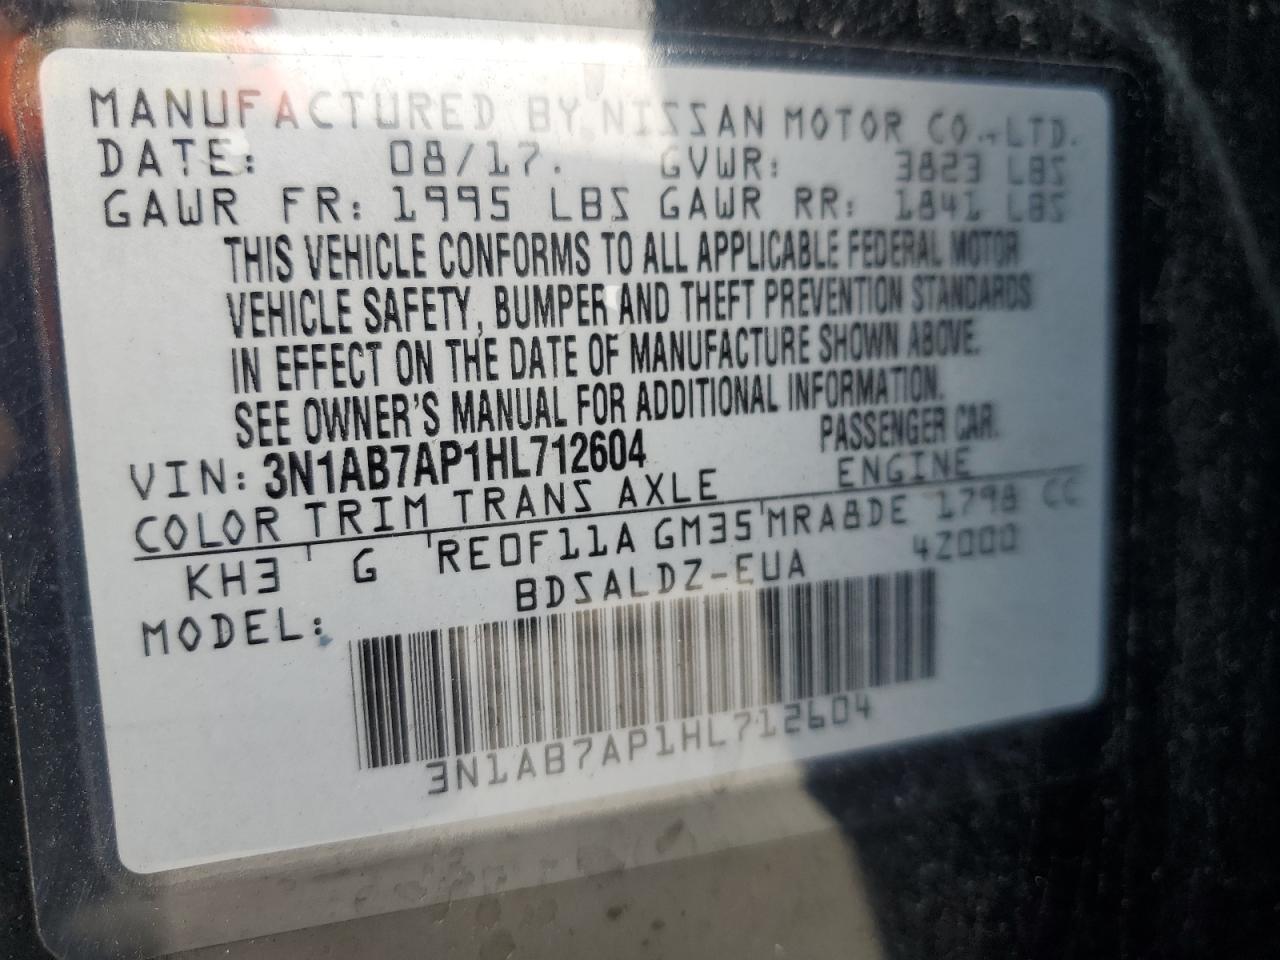 MANUFACTURED BY NISSAN MOTOR CO.,LTD.
DATE: 08/17. GVWR: 3823 LBS
GAWR FR: 1995 LBS GAWR RR: 1841 LBS
THIS VEHICLE CONFORMS TO ALL APPLICABLE FEDERAL MOTOR
VEHICLE SAFETY, BUMPER AND THEFT PREVENTION STANDARDS
IN EFFECT ON THE DATE OF MANUFACTURE SHOWN ABOVE.
SEE OWNER'S MANUAL FOR ADDITIONAL INFORMATION.
VIN: 3N1AB7AP1HL712604 PASSENGER CAR.
COLOR TRIM TRANS AXLE ENGINE
KH3 G RE0F11A GM35 MRA8DE 1798 CC
MODEL: BDSALDZ-EUA 42000
3N1AB7AP1HL712604